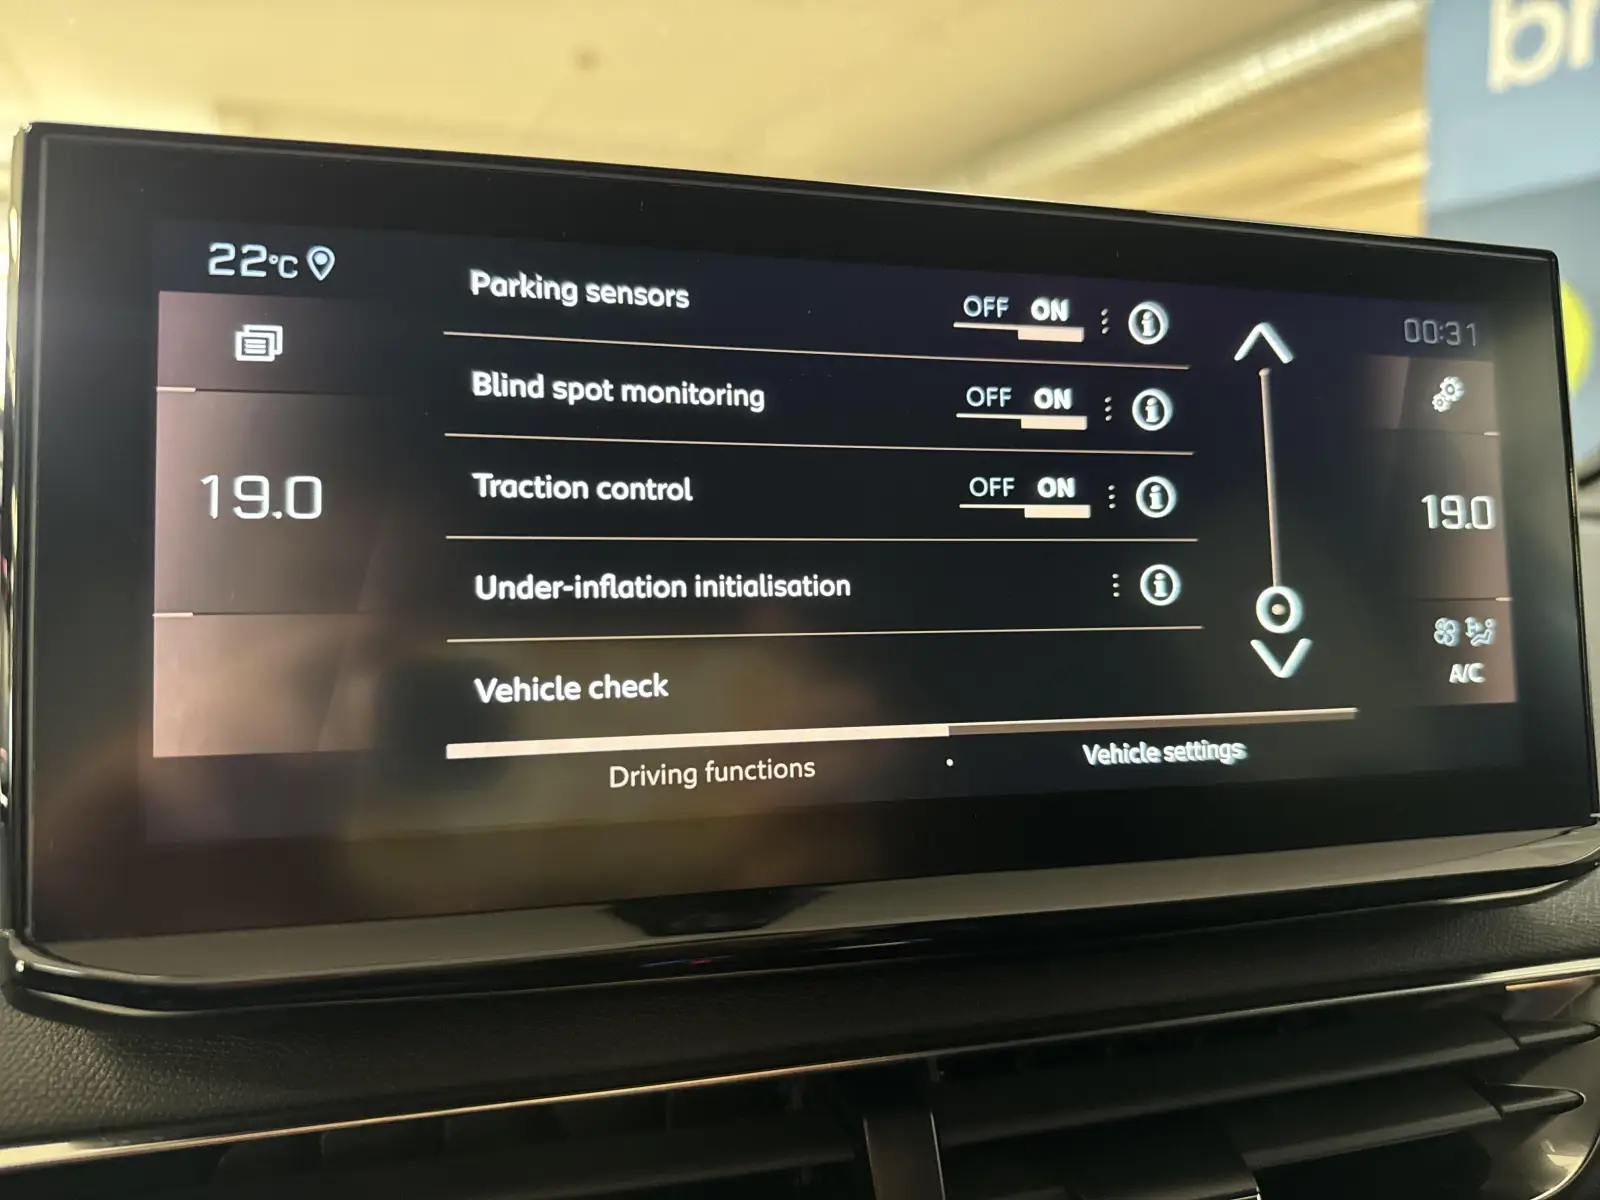 22°C
Parking sensors OFF ON
00:31
Blind spot monitoring OFF ON
19.0
Traction control OFF ON
19.0
Under-inflation initialisation
A/C
Vehicle check
Driving functions
Vehicle settings